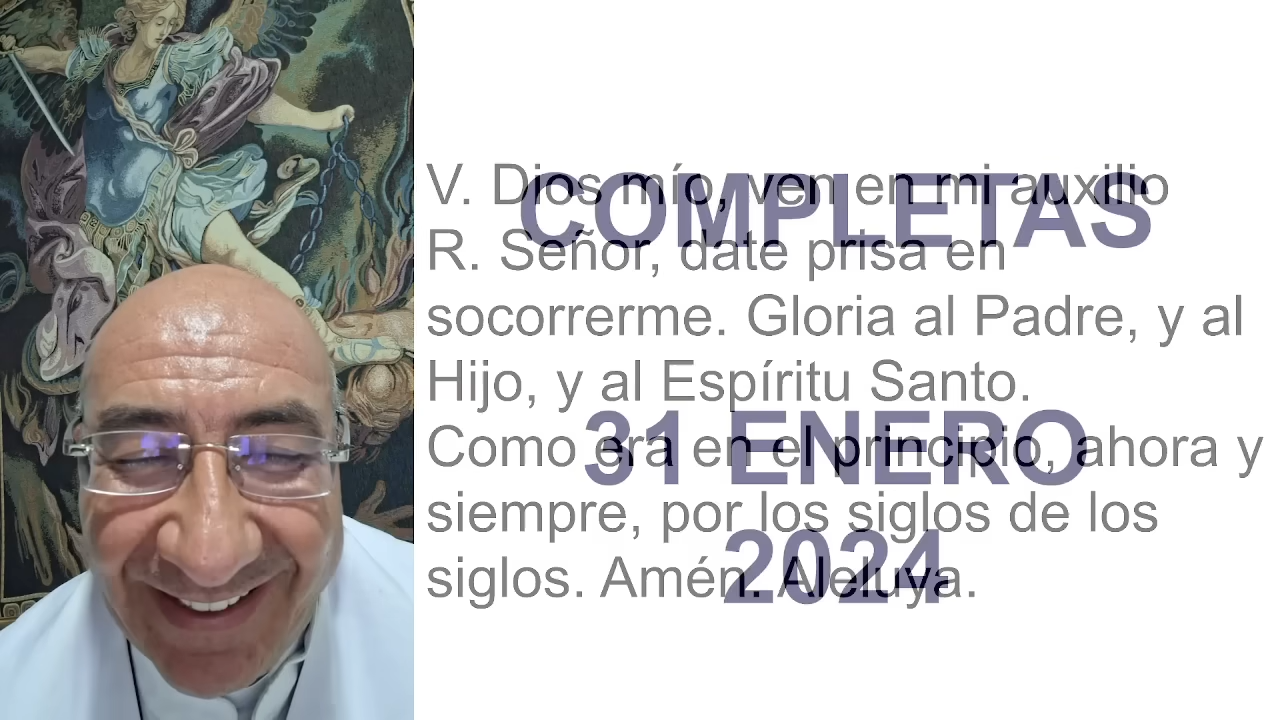 COMPLETAS
31 ENERO
2024
V. Dios mío, ven en mi auxilio
R. Señor, date prisa en
socorrerme. Gloria al Padre, y al
Hijo, y al Espíritu Santo.
Como era en el principio, ahora y
siempre, por los siglos de los
siglos. Amén. Aleluya.